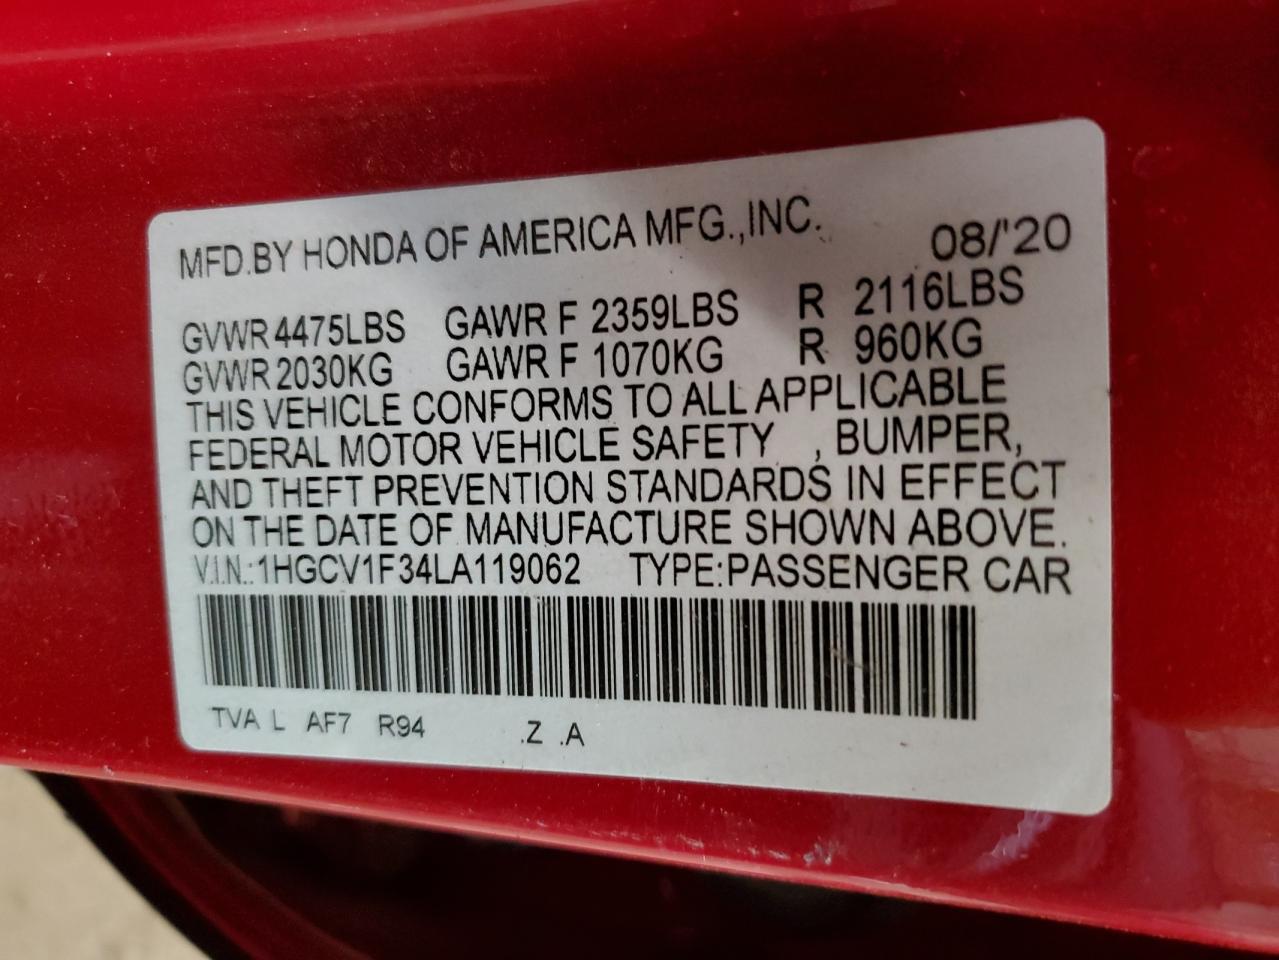 MFD.BY HONDA OF AMERICA MFG.,INC. 08/'20
GVWR 4475LBS GAWR F 2359LBS R 2116LBS
GVWR 2030KG GAWR F 1070KG R 960KG
THIS VEHICLE CONFORMS TO ALL APPLICABLE
FEDERAL MOTOR VEHICLE SAFETY , BUMPER,
AND THEFT PREVENTION STANDARDS IN EFFECT
ON THE DATE OF MANUFACTURE SHOWN ABOVE.
V.I.N.:1HGCV1F34LA119062 TYPE:PASSENGER CAR
TVA L AF7 R94 .Z .A